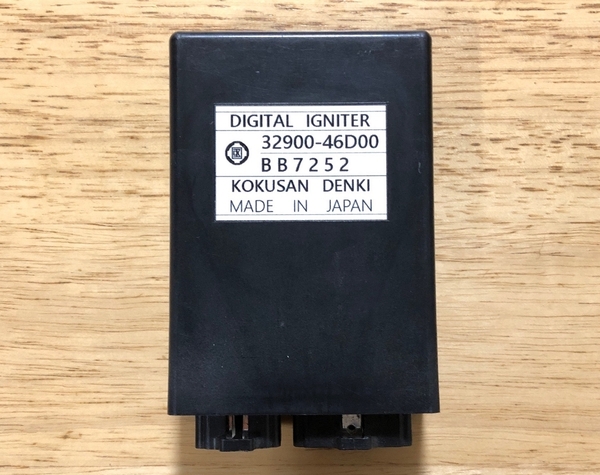 DIGITAL IGNITER
32900-46D00
BB7252
KOKUSAN DENKI
MADE IN JAPAN